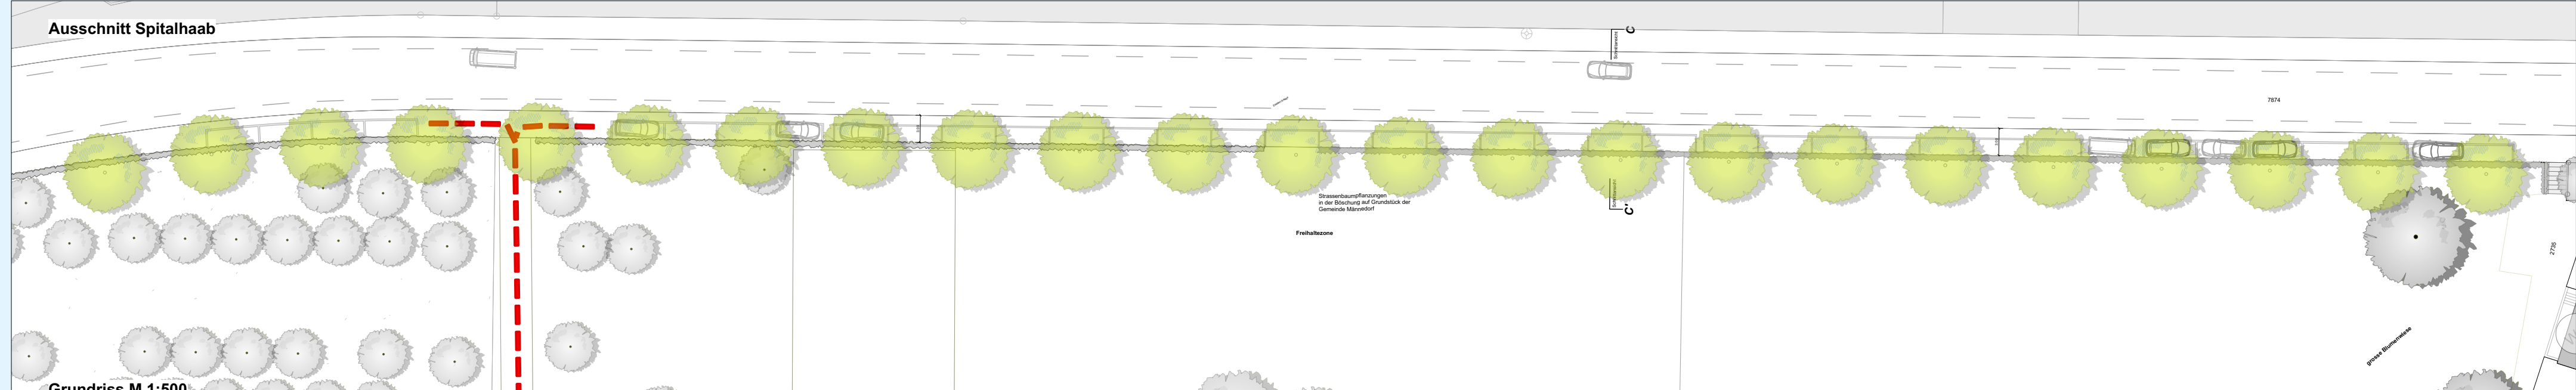 Ausschnitt Spitalhaab
C
7874
Strassenbaumpflanzungen
in der Böschung auf Grundstück der
Gemeinde Männedorf
C'
Freihaltezone
2735
grosse Blumenwiese
Grundriss M 1:500